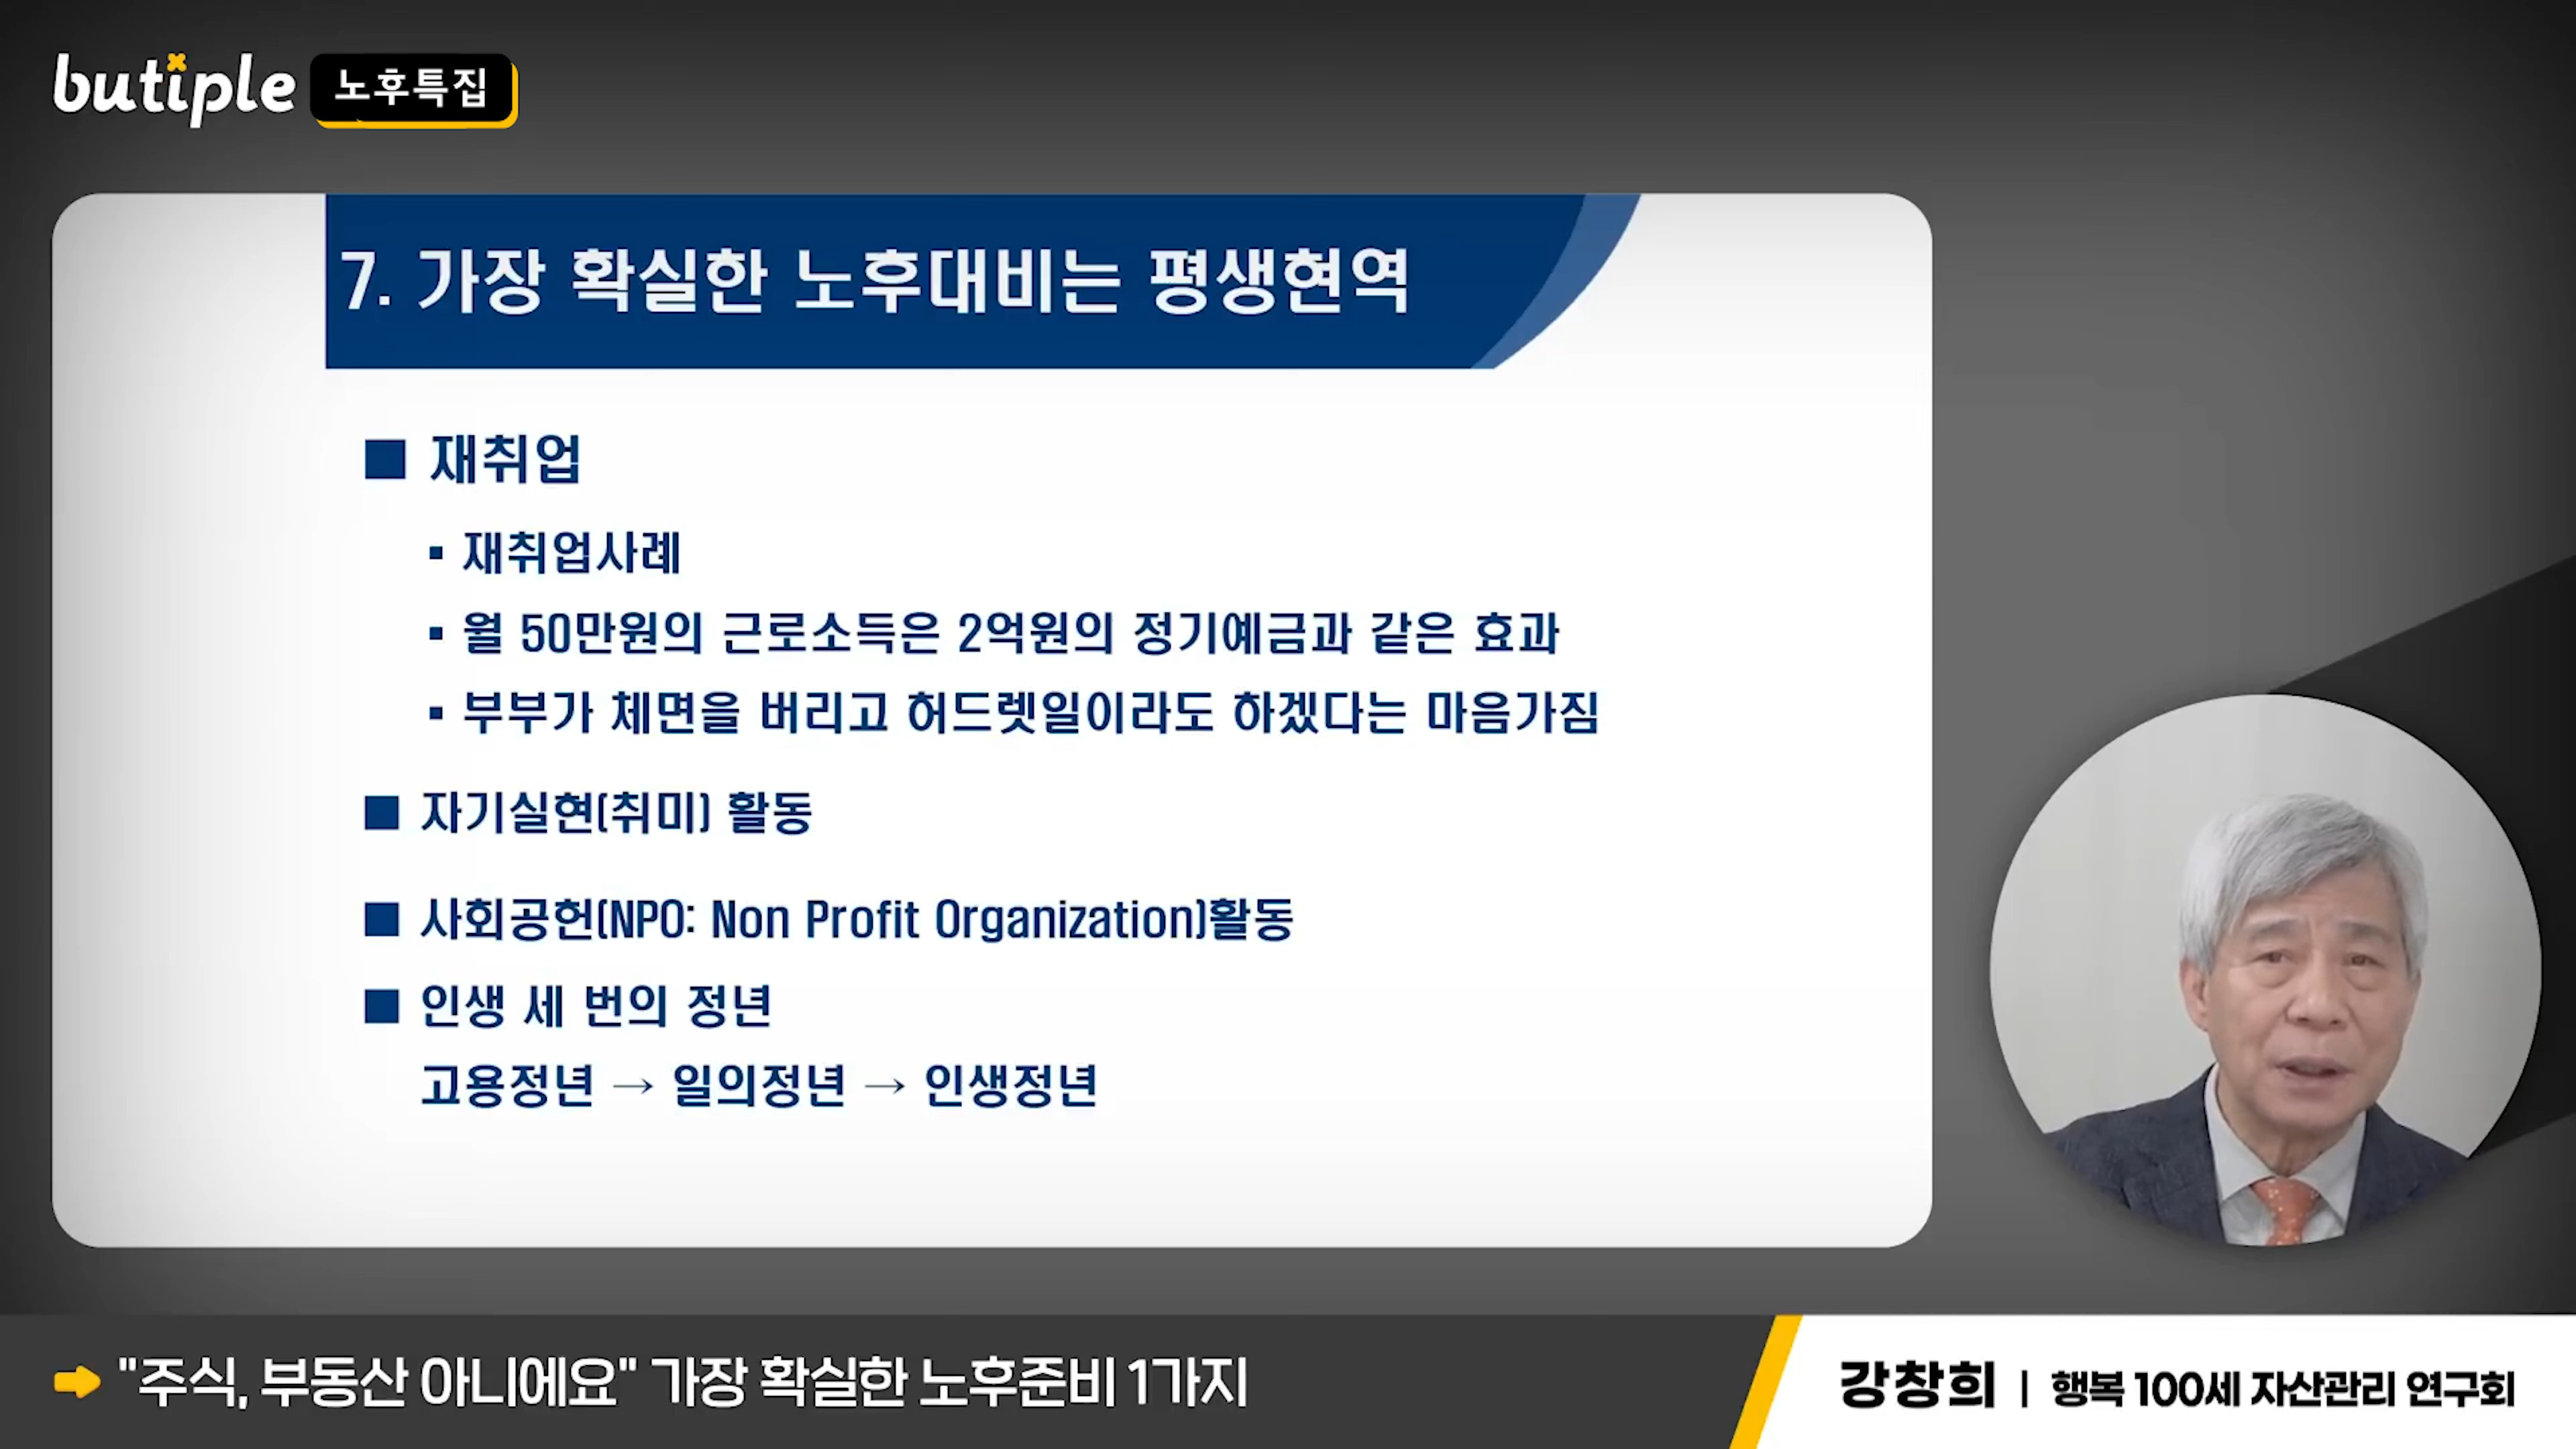 butiple 노후특집
7. 가장 확실한 노후대비는 평생현역
■ 재취업
▪ 재취업사례
▪ 월 50만원의 근로소득은 2억원의 정기예금과 같은 효과
▪ 부부가 체면을 버리고 허드렛일이라도 하겠다는 마음가짐
■ 자기실현(취미) 활동
■ 사회공헌(NPO: Non Profit Organization)활동
■ 인생 세 번의 정년
고용정년 → 일의정년 → 인생정년
"주식, 부동산 아니에요" 가장 확실한 노후준비 1가지
강창희 | 행복 100세 자산관리 연구회